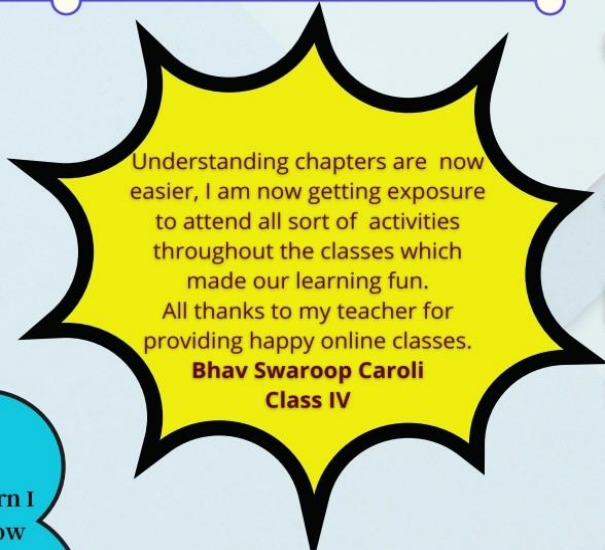 Understanding chapters are now
easier, I am now getting exposure
to attend all sort of activities
throughout the classes which
made our learning fun.
All thanks to my teacher for
providing happy online classes.
Bhav Swaroop Caroli
Class IV
I